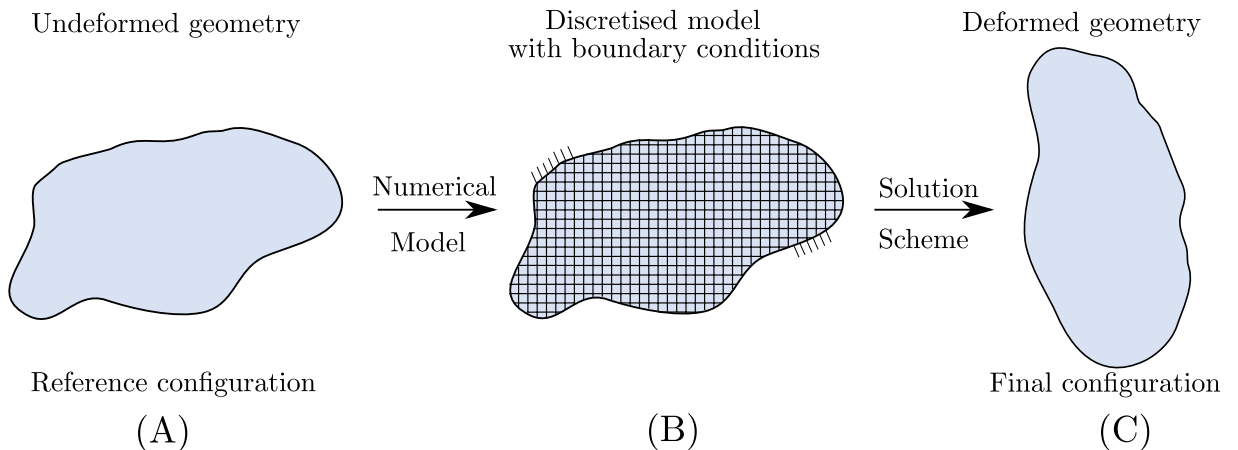 Undeformed geometry
Discretised model
with boundary conditions
Deformed geometry
Numerical
Model
Solution
Scheme
Reference configuration
Final configuration
(A)
(B)
(C)